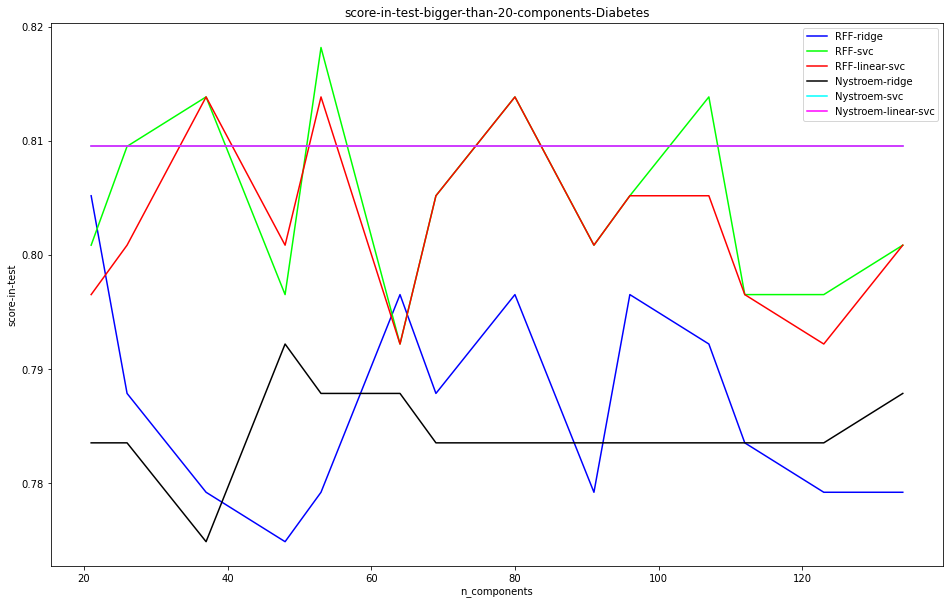 score-in-test-bigger-than-20-components-Diabetes
RFF-ridge
RFF-svc
RFF-linear-svc
Nystroem-ridge
Nystroem-svc
Nystroem-linear-svc
score-in-test
0.82
0.81
0.80
0.79
0.78
20 40 60 80 100 120
n_components